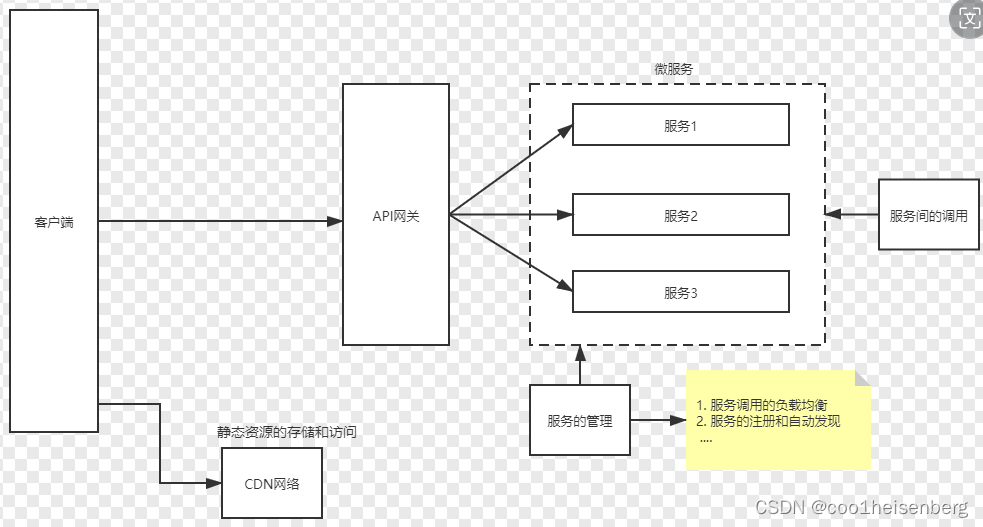 微服务
服务1
客户端
API网关
服务2
服务间的调用
服务3
服务的管理
1. 服务调用的负载均衡
2. 服务的注册和自动发现
....
静态资源的存储和访问
CDN网络
CSDN @coo1heisenberg
文